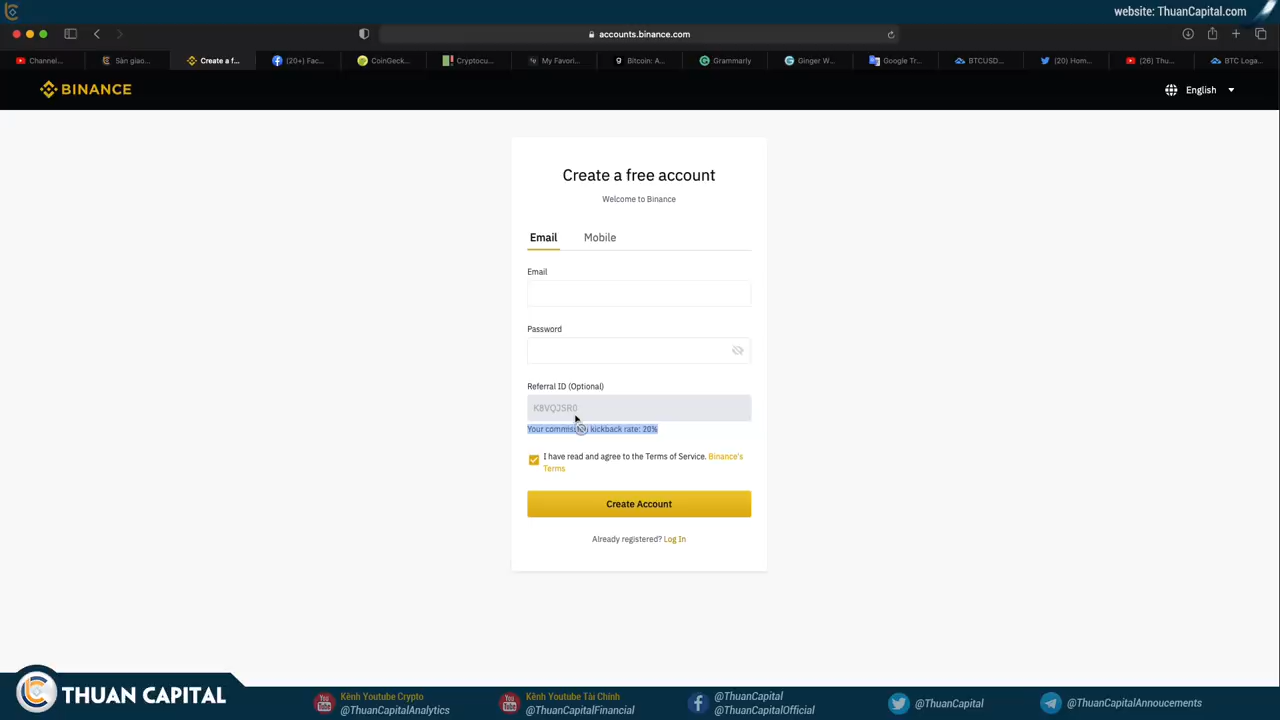 website: ThuanCapital.com
accounts.binance.com
Channel...
Sàn giao...
Create a f...
(20+) Fac...
CoinGeck...
Cryptocu...
My Favori...
Bitcoin: A...
Grammarly
Ginger W...
Google Tr...
BTCUSD...
(20) Hom...
(26) Thu...
BTC Loga...
BINANCE
English
Create a free account
Welcome to Binance
Email
Mobile
Email
Password
Referral ID (Optional)
K8VQJSR0
Your commission kickback rate: 20%
I have read and agree to the Terms of Service. Binance's
Terms
Create Account
Already registered? Log In
THUAN CAPITAL
Kênh Youtube Crypto
@ThuanCapitalAnalytics
Kênh Youtube Tài Chính
@ThuanCapitalFinancial
@ThuanCapital
@ThuanCapitalOfficial
@ThuanCapital
@ThuanCapitalAnnoucements